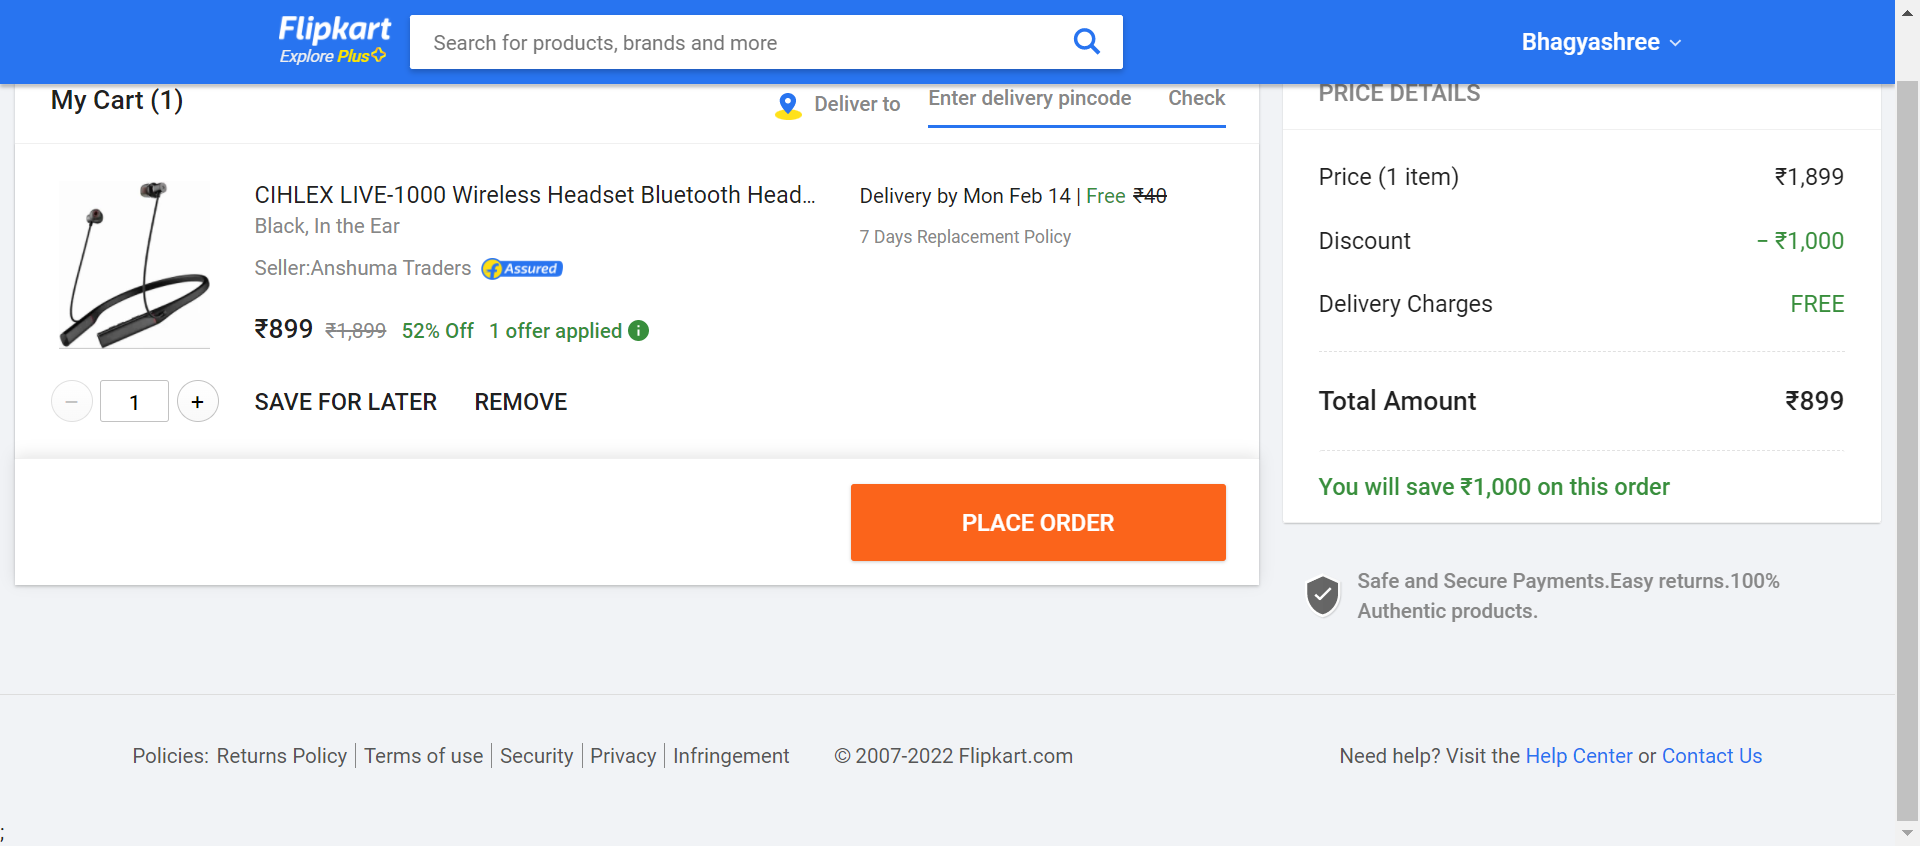 Flipkart
Explore Plus
Search for products, brands and more
Bhagyashree
My Cart (1)
Deliver to
Enter delivery pincode
Check
CIHLEX LIVE-1000 Wireless Headset Bluetooth Head...
Black, In the Ear
Seller:Anshuma Traders
Assured
₹899 ₹1,899 52% Off 1 offer applied
Delivery by Mon Feb 14 | Free ₹40
7 Days Replacement Policy
− 1 +
SAVE FOR LATER REMOVE
PLACE ORDER
PRICE DETAILS
Price (1 item) ₹1,899
Discount − ₹1,000
Delivery Charges FREE
Total Amount ₹899
You will save ₹1,000 on this order
Safe and Secure Payments.Easy returns.100%
Authentic products.
Policies: Returns Policy | Terms of use | Security | Privacy | Infringement
© 2007-2022 Flipkart.com
Need help? Visit the Help Center or Contact Us
;